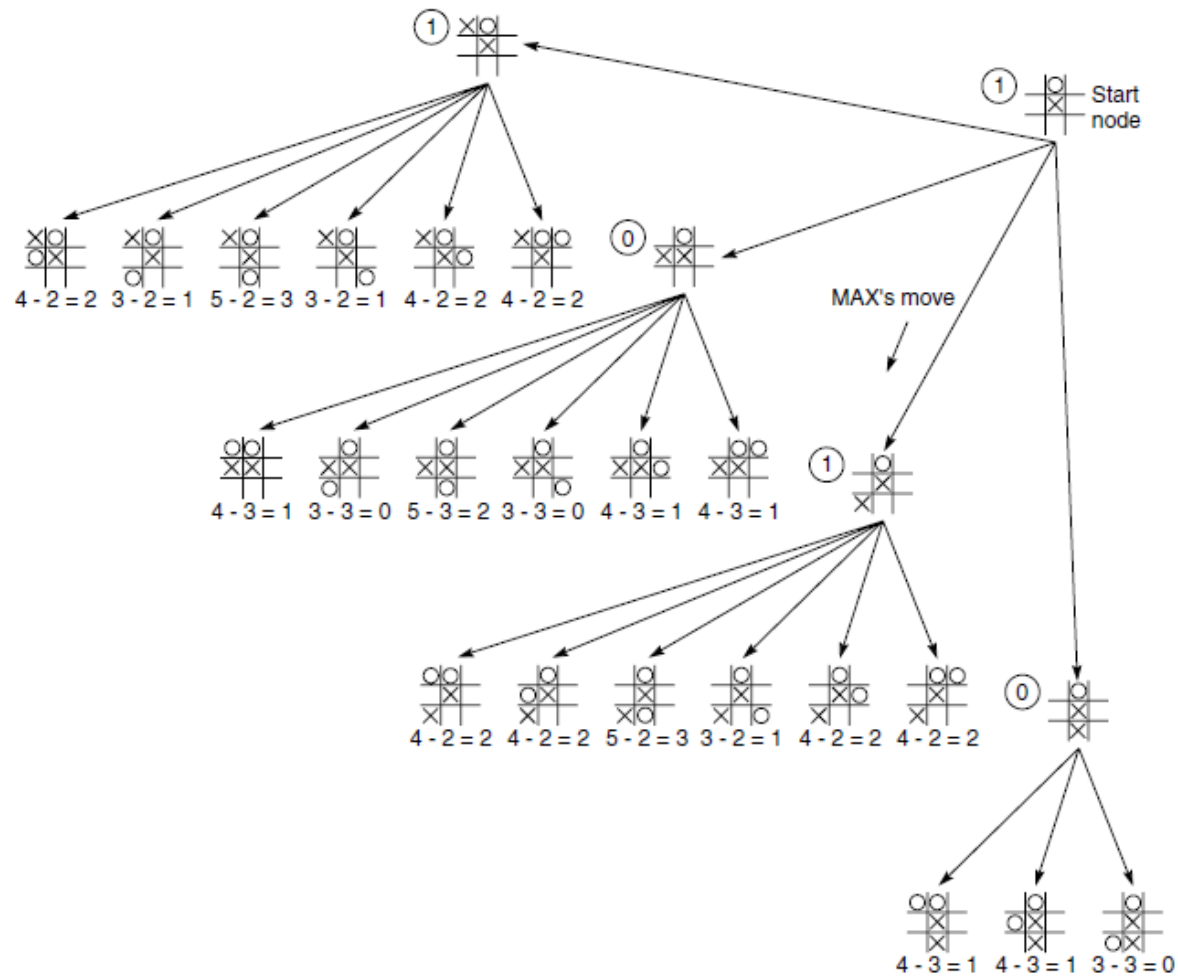 1
1
Start
node
4 - 2 = 2 3 - 2 = 1 5 - 2 = 3 3 - 2 = 1 4 - 2 = 2 4 - 2 = 2
0
MAX's move
4 - 3 = 1 3 - 3 = 0 5 - 3 = 2 3 - 3 = 0 4 - 3 = 1 4 - 3 = 1
1
4 - 2 = 2 4 - 2 = 2 5 - 2 = 3 3 - 2 = 1 4 - 2 = 2 4 - 2 = 2
0
4 - 3 = 1 4 - 3 = 1 3 - 3 = 0